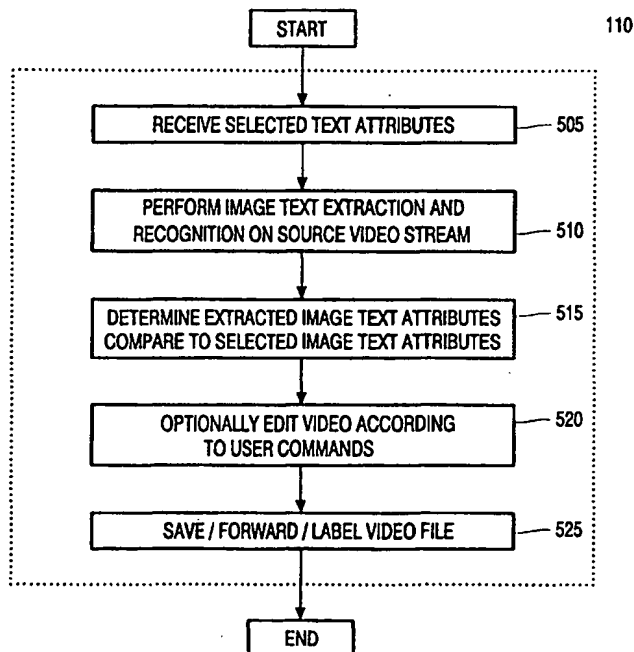 START
110
RECEIVE SELECTED TEXT ATTRIBUTES
505
PERFORM IMAGE TEXT EXTRACTION AND
RECOGNITION ON SOURCE VIDEO STREAM
510
DETERMINE EXTRACTED IMAGE TEXT ATTRIBUTES
COMPARE TO SELECTED IMAGE TEXT ATTRIBUTES
515
OPTIONALLY EDIT VIDEO ACCORDING
TO USER COMMANDS
520
SAVE / FORWARD / LABEL VIDEO FILE
525
END